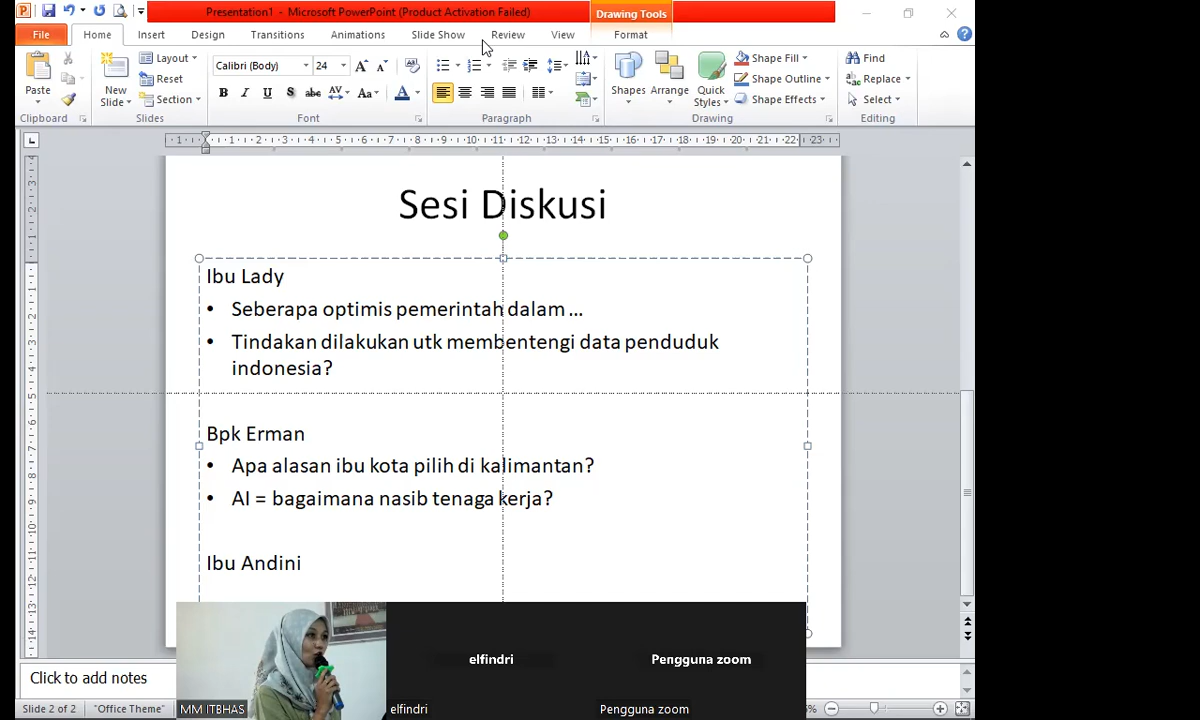 Presentation1 - Microsoft PowerPoint (Product Activation Failed)
Drawing Tools
File Home Insert Design Transitions Animations Slide Show Review View Format
Paste
Clipboard
New Slide
Layout
Reset
Section
Slides
Calibri (Body) 24
B I U S abc AV Aa A
Font
Paragraph
Shapes
Arrange
Quick Styles
Shape Fill
Shape Outline
Shape Effects
Drawing
Find
Replace
Select
Editing
Sesi Diskusi
Ibu Lady
• Seberapa optimis pemerintah dalam ...
• Tindakan dilakukan utk membentengi data penduduk
indonesia?
Bpk Erman
• Apa alasan ibu kota pilih di kalimantan?
• AI = bagaimana nasib tenaga kerja?
Ibu Andini
elfindri
Pengguna zoom
Click to add notes
MM ITBHAS
elfindri
Pengguna zoom
Slide 2 of 2
"Office Theme"